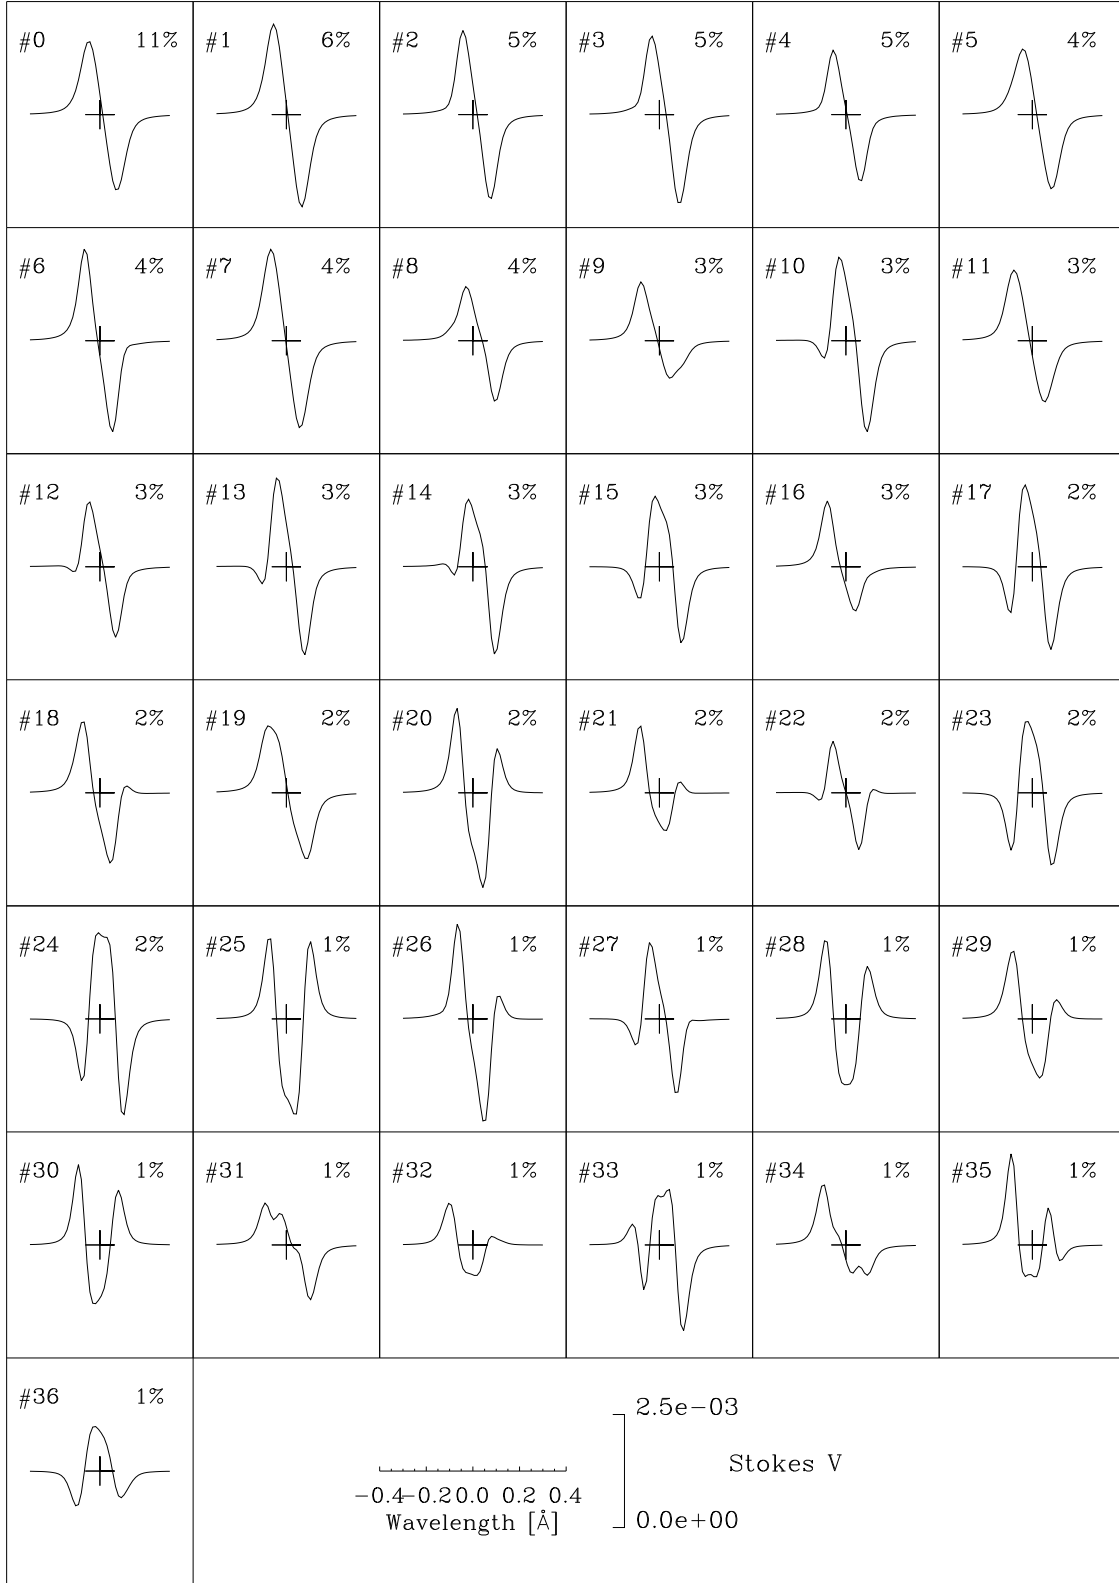 #0 11% #1 6% #2 5% #3 5% #4 5% #5 4%
#6 4% #7 4% #8 4% #9 3% #10 3% #11 3%
#12 3% #13 3% #14 3% #15 3% #16 3% #17 2%
#18 2% #19 2% #20 2% #21 2% #22 2% #23 2%
#24 2% #25 1% #26 1% #27 1% #28 1% #29 1%
#30 1% #31 1% #32 1% #33 1% #34 1% #35 1%
#36 1%
2.5e-03
Stokes V
-0.4 -0.2 0.0 0.2 0.4
0.0e+00
Wavelength [Å]